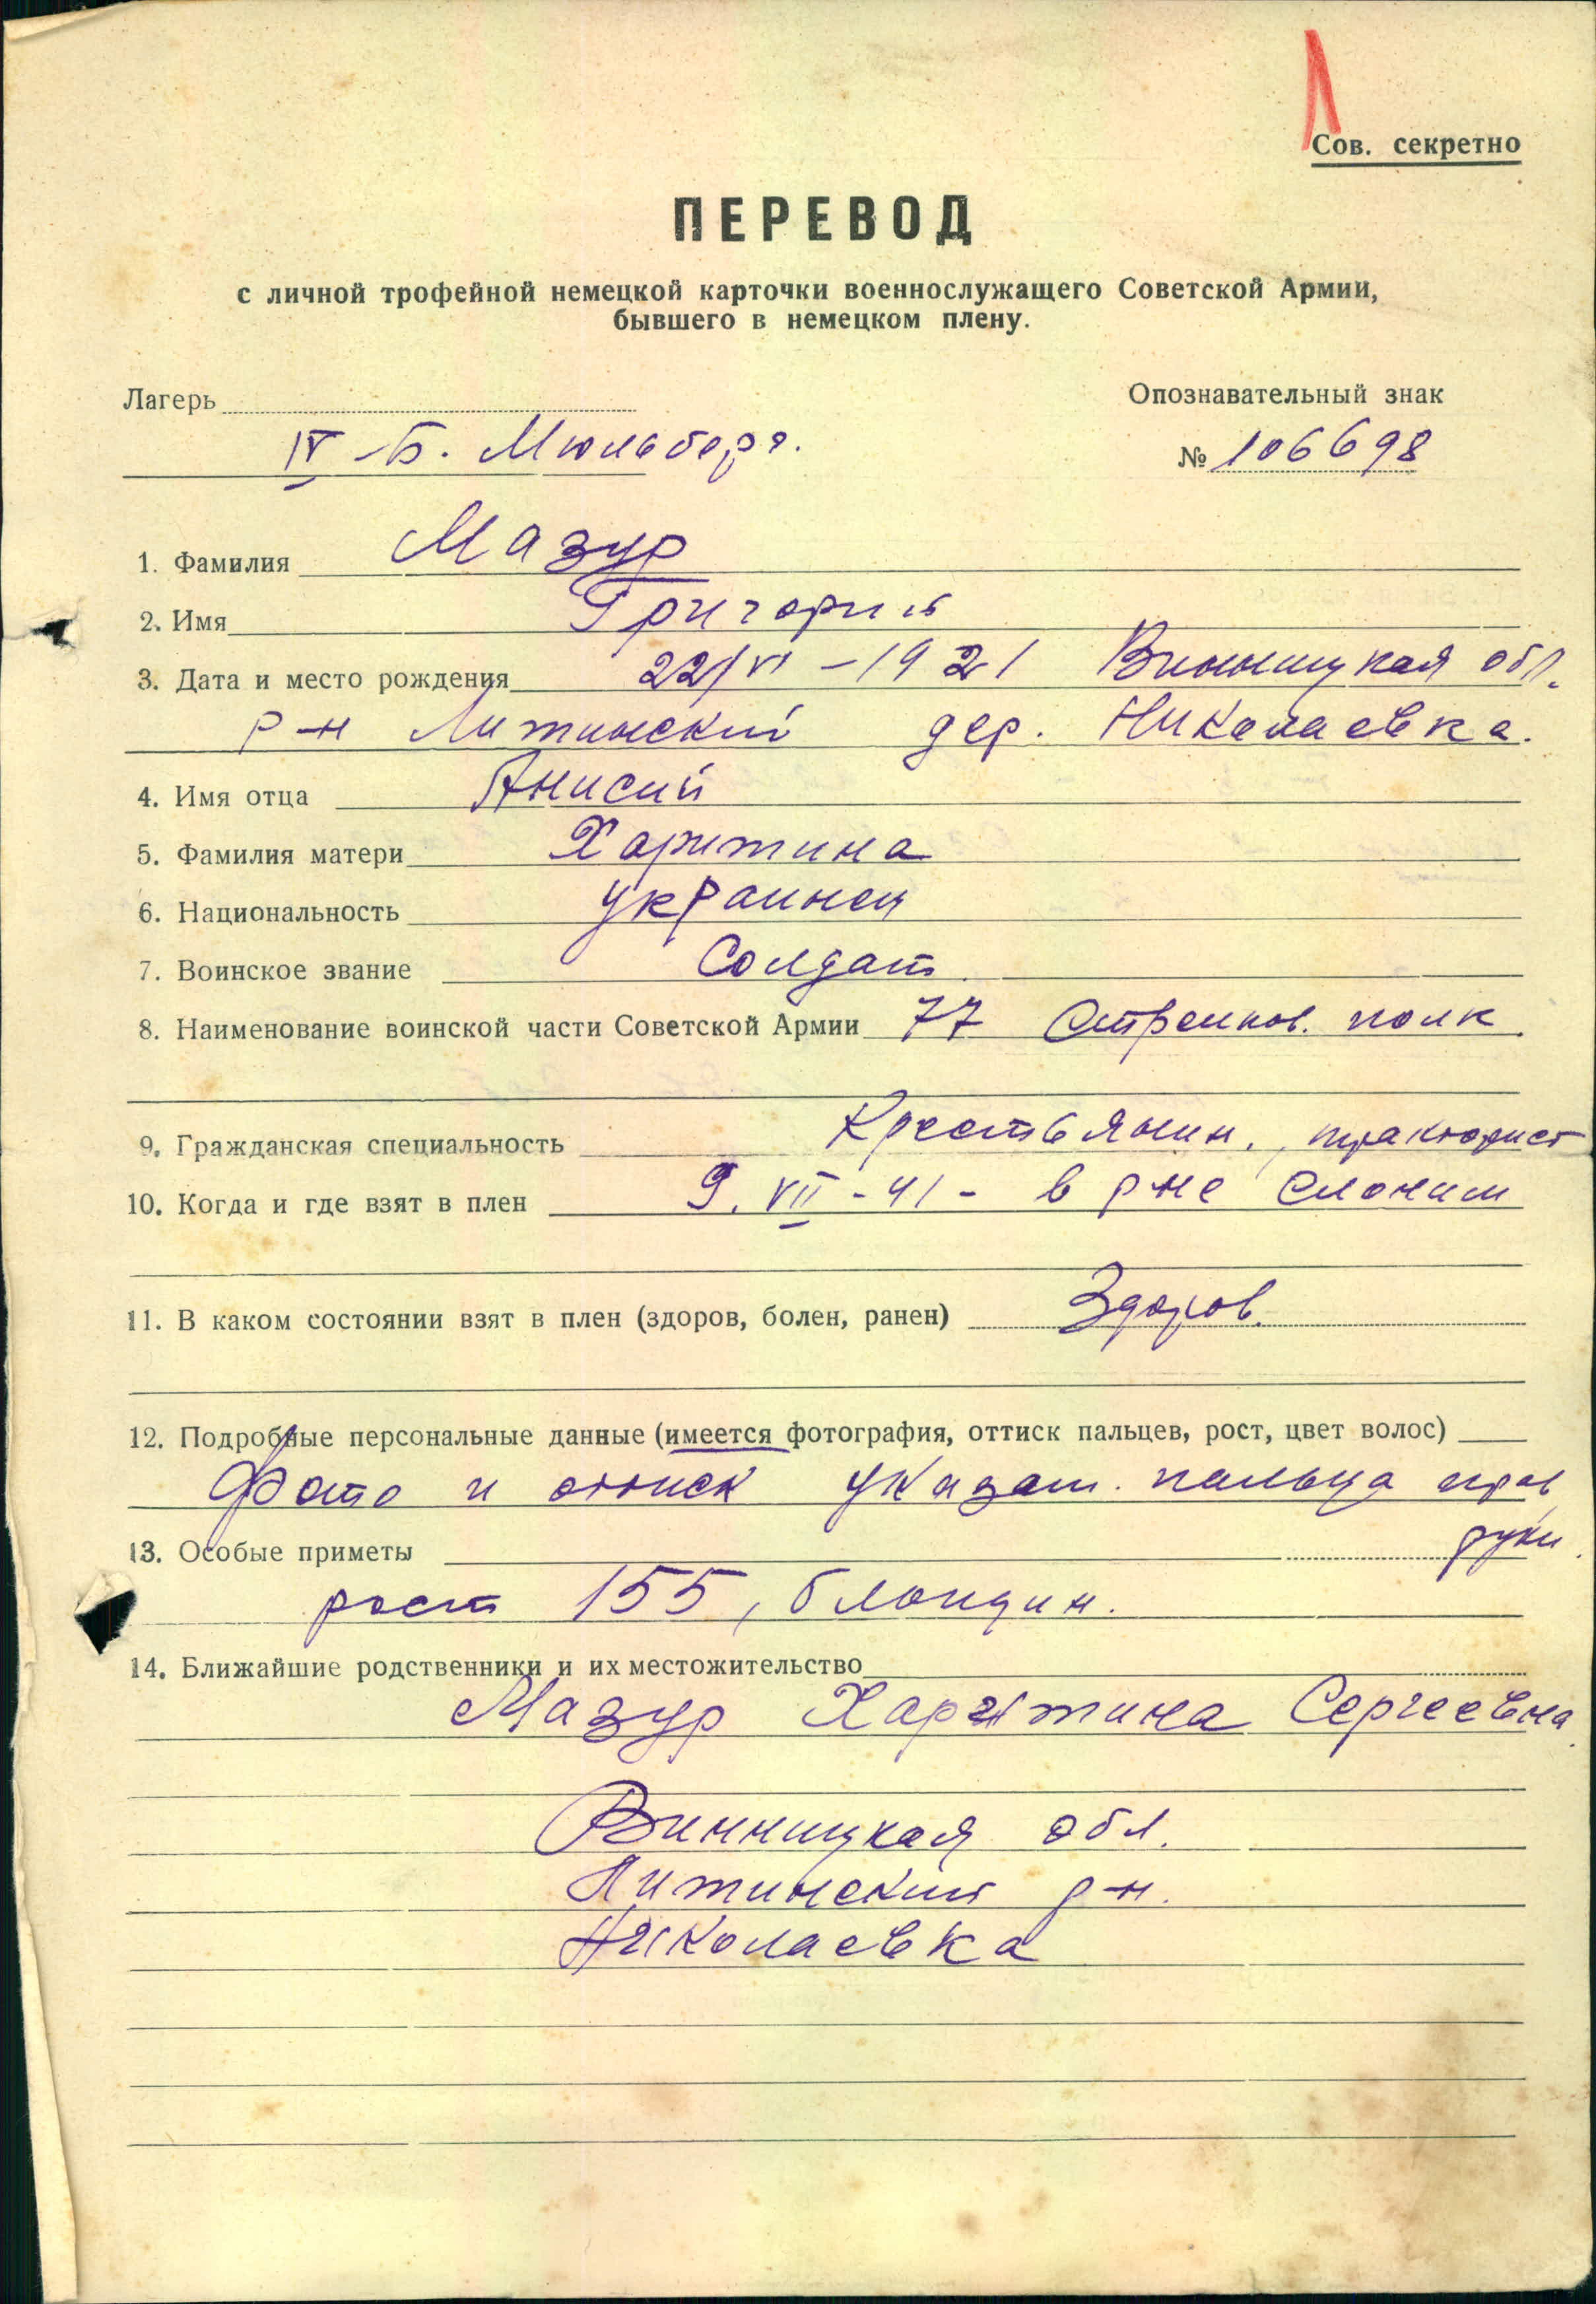 Сов. секретно
ПЕРЕВОД
с личной трофейной немецкой карточки военнослужащего Советской Армии,
бывшего в немецком плену.
Лагерь
Опознавательный знак
IV-Б. Мюльберг.
№ 106698
1. Фамилия Мазур
2. Имя Григорий
3. Дата и место рождения 22/VI-1921 Винницкая обл.
р-н Литинский дер. Николаевка.
4. Имя отца Анисий
5. Фамилия матери Харитина
6. Национальность украинец
7. Воинское звание Солдат.
8. Наименование воинской части Советской Армии 77 Стрелков. полк.
9. Гражданская специальность Крестьянин., тракторист
10. Когда и где взят в плен 9.VII-41- в р-не Слоним
11. В каком состоянии взят в плен (здоров, болен, ранен) Здоров.
12. Подробные персональные данные (имеется фотография, оттиск пальцев, рост, цвет волос)
Фото и оттиск указат. пальца прав
руки.
13. Особые приметы
рост 155, блондин.
14. Ближайшие родственники и их местожительство
Мазур Харитина Сергеевна.
Винницкая обл.
Литинский р-н.
Николаевка